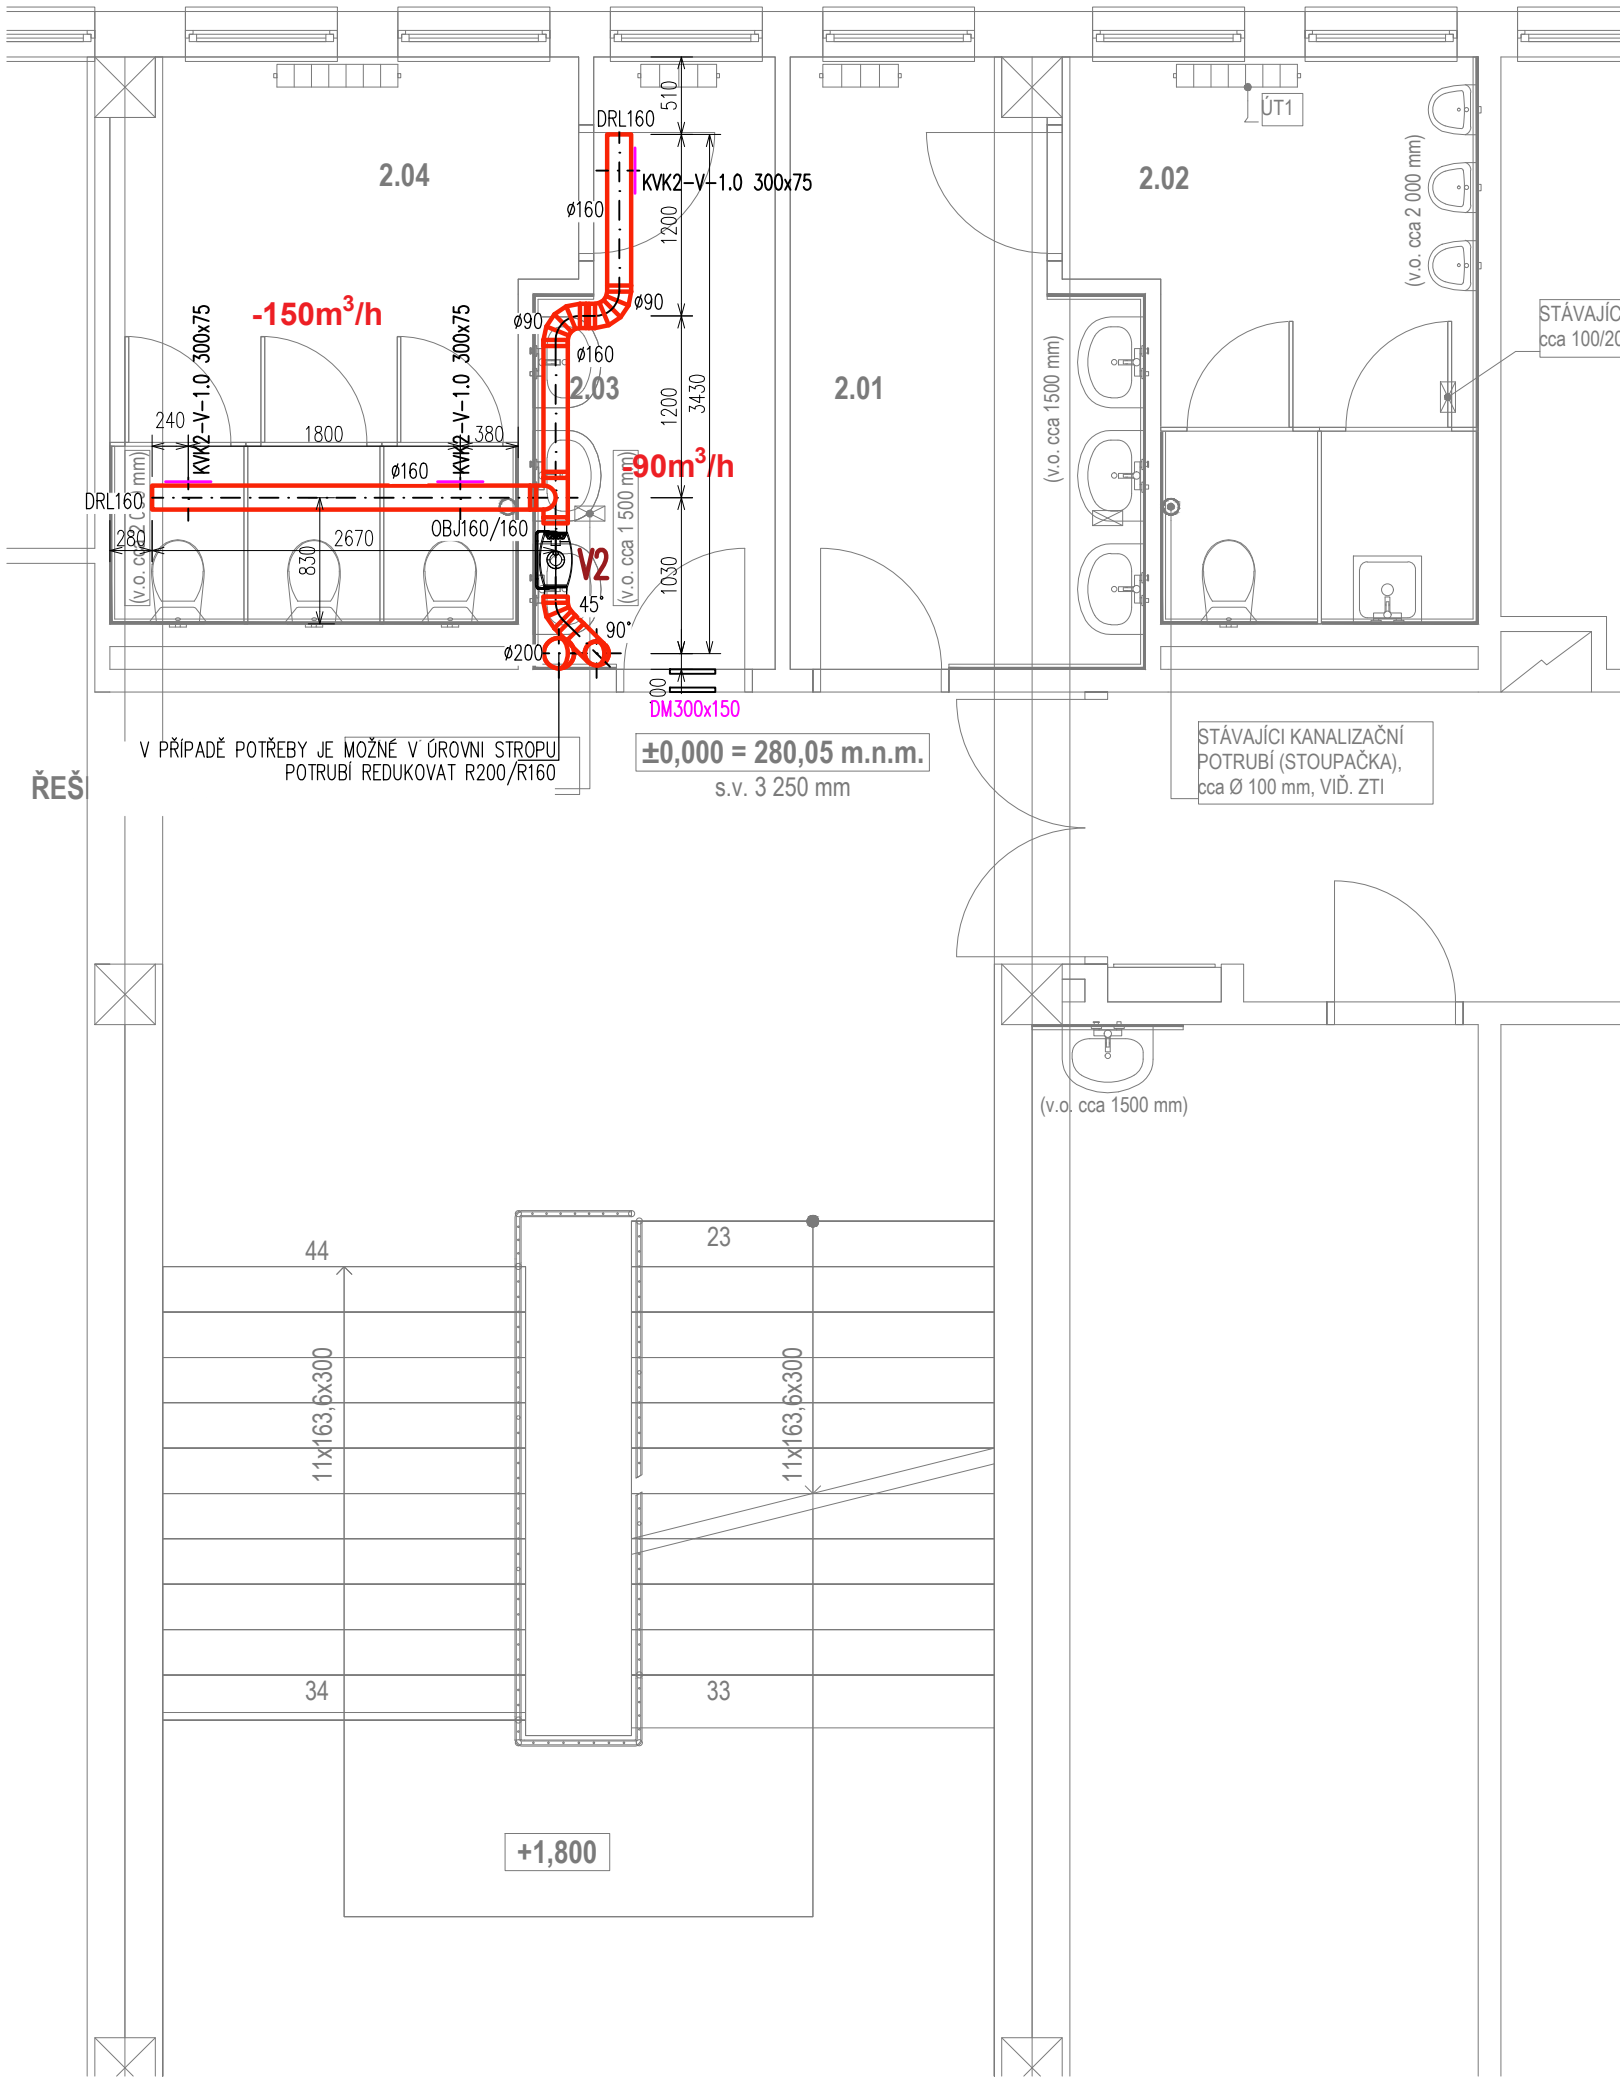 510
DRL160
ÚT1
2.04
2.02
KVK2-V-1.0 300x75
ø160
1200
(v.o. cca 2 000 mm)
-150m³/h
KVK2-V-1.0 300x75
KVK2-V-1.0 300x75
ø90
ø90
ø160
STÁVAJÍC
cca 100/20
2.03
2.01
1200
3430
(v.o. cca 1500 mm)
240
1800
380
-90m³/h
ø160
DRL160
OBJ160/160
280
2670
830
(v.o. cca 1 500 mm)
V2
1030
45°
90°
ø200
DM300x150
V PŘÍPADĚ POTŘEBY JE MOŽNÉ V ÚROVNI STROPU
POTRUBÍ REDUKOVAT R200/R160
±0,000 = 280,05 m.n.m.
s.v. 3 250 mm
STÁVAJÍCI KANALIZAČNÍ
POTRUBÍ (STOUPAČKA),
cca Ø 100 mm, VIĎ. ZTI
ŘEŠI
(v.o. cca 1500 mm)
44
23
11x163,6x300
11x163,6x300
34
33
+1,800